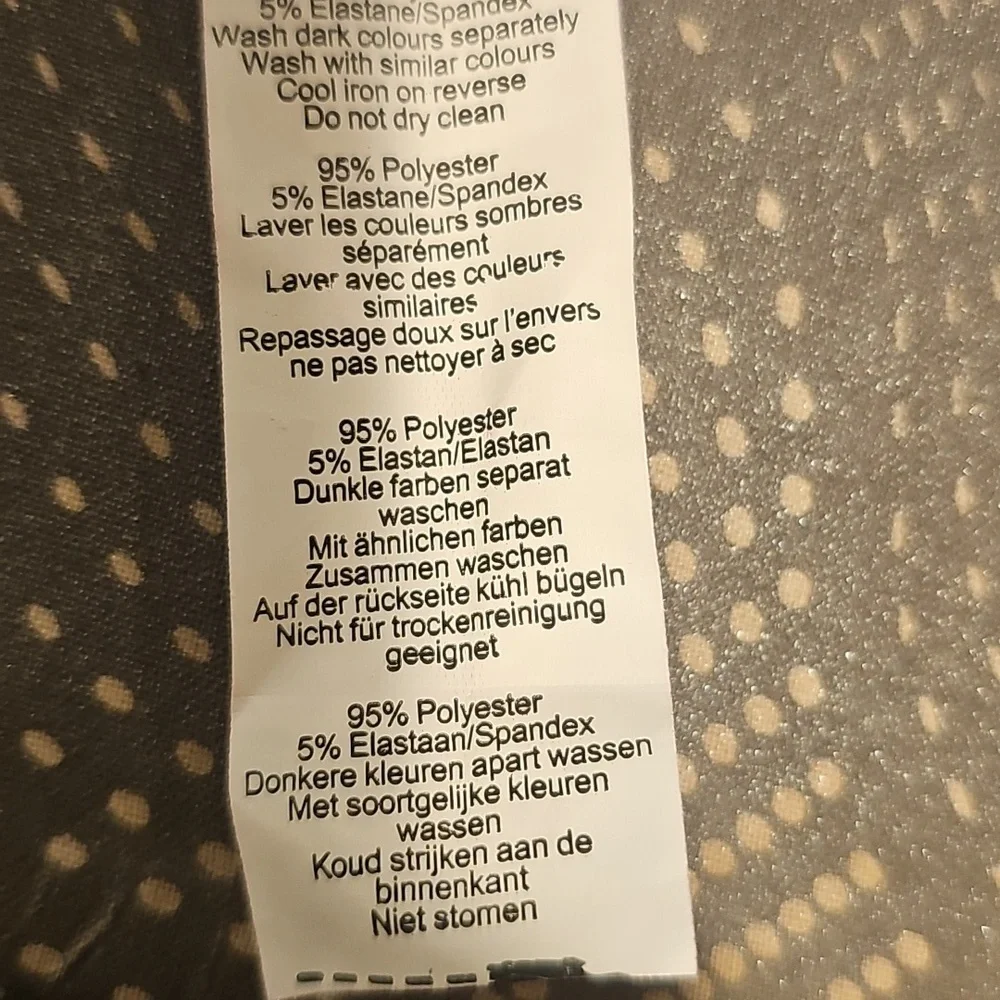 5% Elastane/Spandex
Wash dark colours separately
Wash with similar colours
Cool iron on reverse
Do not dry clean
95% Polyester
5% Elastane/Spandex
Laver les couleurs sombres
séparément
Laver avec des couleurs
similaires
Repassage doux sur l'envers
ne pas nettoyer à sec
95% Polyester
5% Elastan/Elastan
Dunkle farben separat
waschen
Mit ähnlichen farben
Zusammen waschen
Auf der rückseite kühl bügeln
Nicht für trockenreinigung
geeignet
95% Polyester
5% Elastaan/Spandex
Donkere kleuren apart wassen
Met soortgelijke kleuren
wassen
Koud strijken aan de
binnenkant
Niet stomen